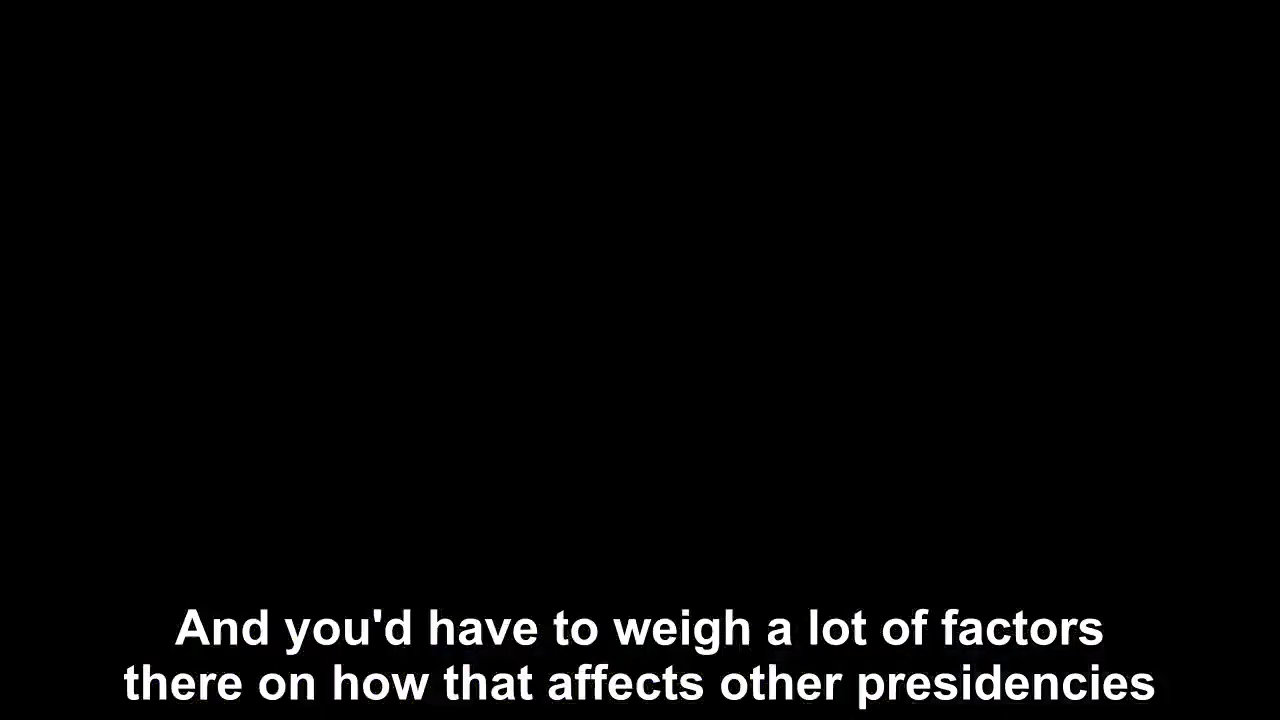 And you'd have to weigh a lot of factors
there on how that affects other presidencies